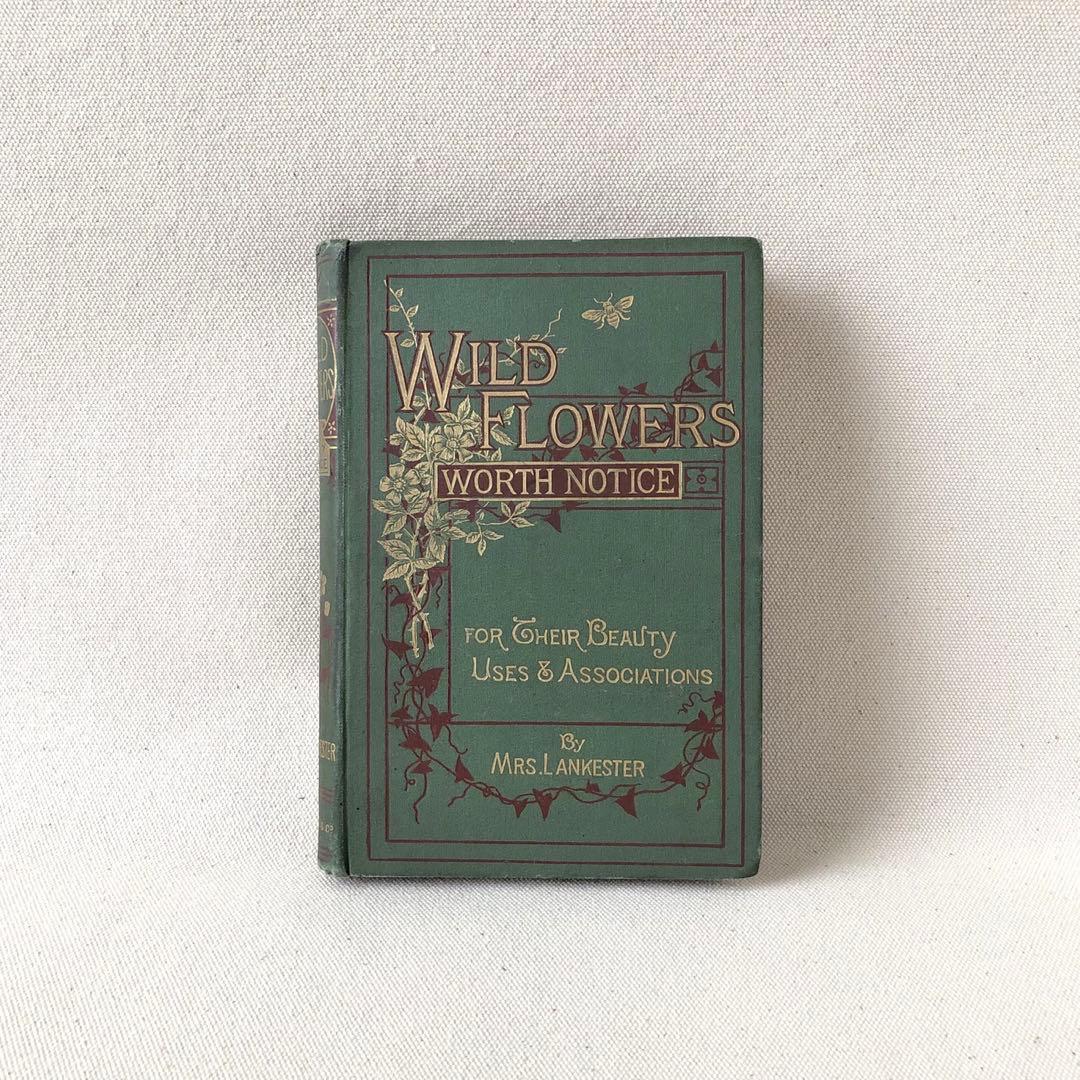 WILD
FLOWERS
WORTH NOTICE
FOR THEIR BEAUTY
USES & ASSOCIATIONS
By
MRS. LANKESTER